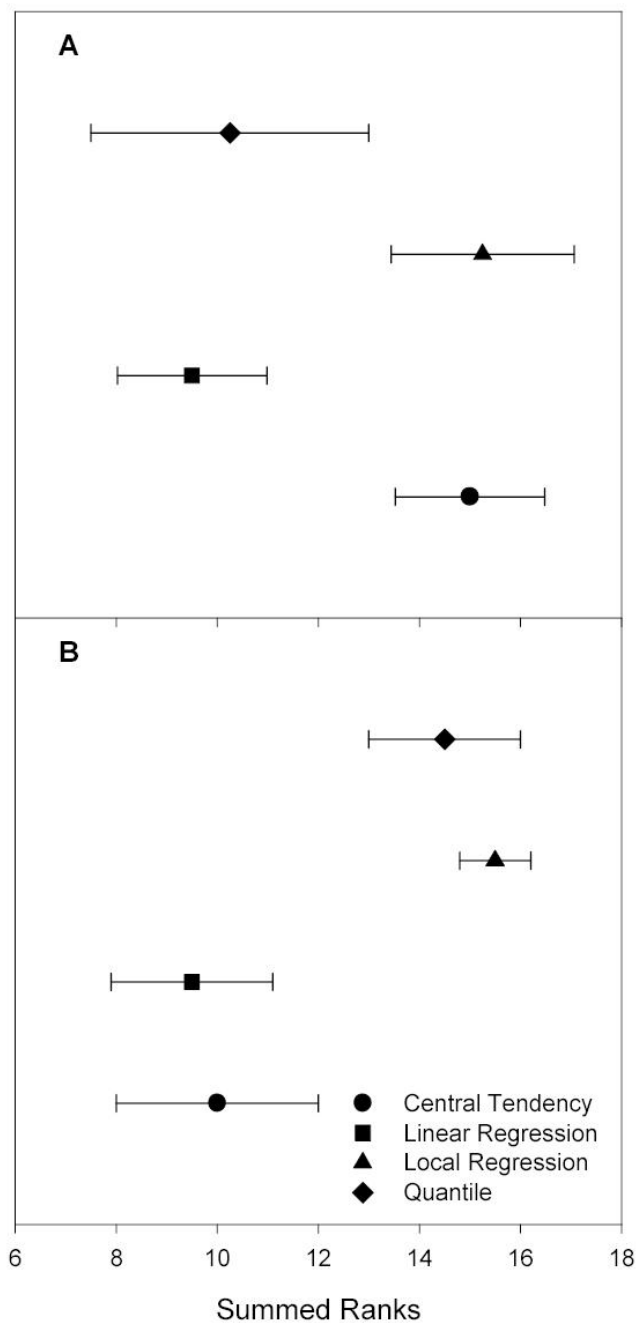 A
B
Central Tendency
Linear Regression
Local Regression
Quantile
6 8 10 12 14 16 18
Summed Ranks